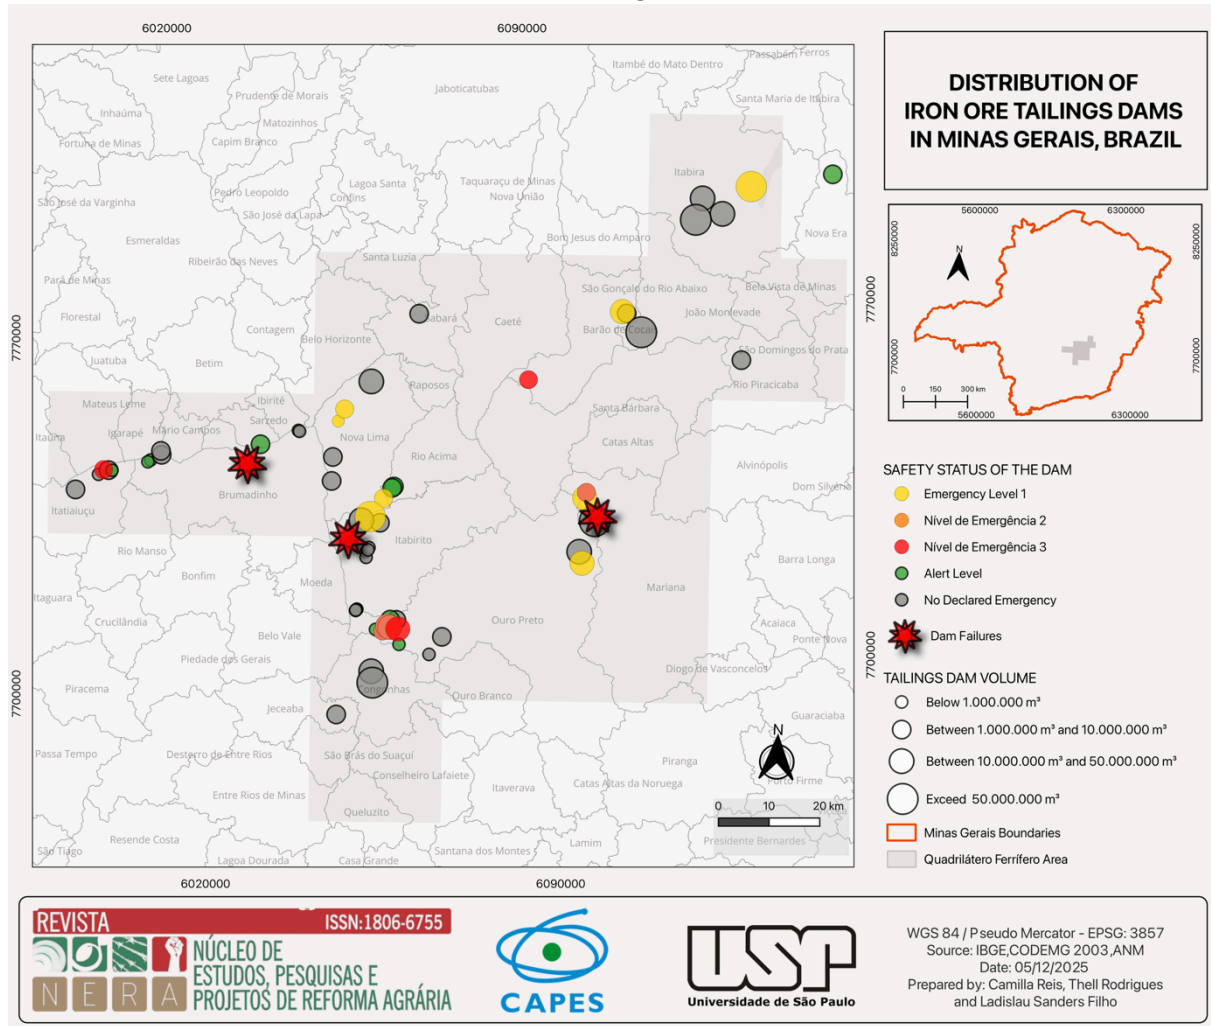 6020000
6090000
Passabém Ferros
Itambé do Mato Dentro
Sete Lagoas
Jaboticatubas
Prudente de Morais
Santa Maria de Itabira
Inhaúma
Matozinhos
Fortuna de Minas
Capim Branco
Itabira
Lagoa Santa
Taquaraçu de Minas
Pedro Leopoldo
Confins
Nova União
São José da Varginha
São José da Lapa
Nova Era
Esmeraldas
Bom Jesus do Amparo
Santa Luzia
Ribeirão das Neves
Pará de Minas
São Gonçalo do Rio Abaixo
Bela Vista de Minas
Florestal
Caeté
João Monlevade
Contagem
Barão de Cocais
Belo Horizonte
7770000
7770000
Juatuba
Betim
São Domingos do Prata
Raposos
Rio Piracicaba
Mateus Leme
Ibirité
Santa Bárbara
Sarzedo
Igarapé
Mário Campos
Itaúna
Nova Lima
Catas Altas
Rio Acima
Alvinópolis
Dom Silvério
Brumadinho
Itatiaiuçu
Itabirito
Rio Manso
Barra Longa
Bonfim
Moeda
Mariana
Itaguara
Ouro Preto
Crucilândia
Acaiaca
Belo Vale
Ponte Nova
Piedade dos Gerais
Diogo de Vasconcelos
7700000
7700000
Piracema
Congonhas
Ouro Branco
Jeceaba
Guaraciaba
Passa Tempo
Desterro de Entre Rios
São Brás do Suaçuí
Piranga
Conselheiro Lafaiete
Catas Altas da Noruega
Porto Firme
Itaverava
Entre Rios de Minas
Queluzito
Resende Costa
Lamim
Presidente Bernardes
São Tiago
Lagoa Dourada
Casa Grande
Santana dos Montes
N
0 10 20 km
6020000
6090000
DISTRIBUTION OF
IRON ORE TAILINGS DAMS
IN MINAS GERAIS, BRAZIL
5600000
6300000
8250000
8250000
N
7700000
7700000
0 150 300 km
5600000
6300000
SAFETY STATUS OF THE DAM
Emergency Level 1
Nível de Emergência 2
Nível de Emergência 3
Alert Level
No Declared Emergency
Dam Failures
TAILINGS DAM VOLUME
Below 1.000.000 m³
Between 1.000.000 m³ and 10.000.000 m³
Between 10.000.000 m³ and 50.000.000 m³
Exceed 50.000.000 m³
Minas Gerais Boundaries
Quadrilátero Ferrífero Area
REVISTA
ISSN:1806-6755
NERA
NÚCLEO DE
ESTUDOS, PESQUISAS E
PROJETOS DE REFORMA AGRÁRIA
CAPES
USP
Universidade de São Paulo
WGS 84 / Pseudo Mercator - EPSG: 3857
Source: IBGE,CODEMG 2003,ANM
Date: 05/12/2025
Prepared by: Camilla Reis, Thell Rodrigues
and Ladislau Sanders Filho